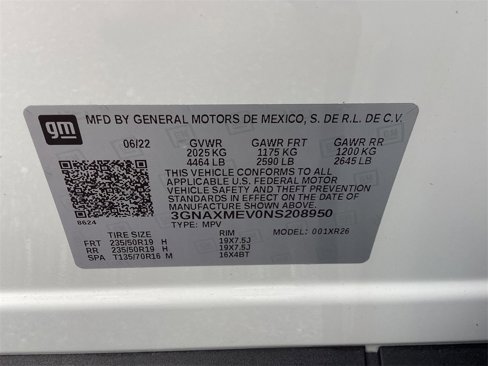 gm MFD BY GENERAL MOTORS DE MEXICO, S. DE R.L. DE C.V.
06/22 GVWR GAWR FRT GAWR RR
2025 KG 1175 KG 1200 KG
4464 LB 2590 LB 2645 LB
THIS VEHICLE CONFORMS TO ALL
APPLICABLE U.S. FEDERAL MOTOR
VEHICLE SAFETY AND THEFT PREVENTION
STANDARDS IN EFFECT ON THE DATE OF
MANUFACTURE SHOWN ABOVE.
3GNAXMEV0NS208950
8624 TYPE: MPV
TIRE SIZE RIM MODEL: 001XR26
FRT 235/50R19 H 19X7.5J
RR 235/50R19 H 19X7.5J
SPA T135/70R16 M 16X4BT